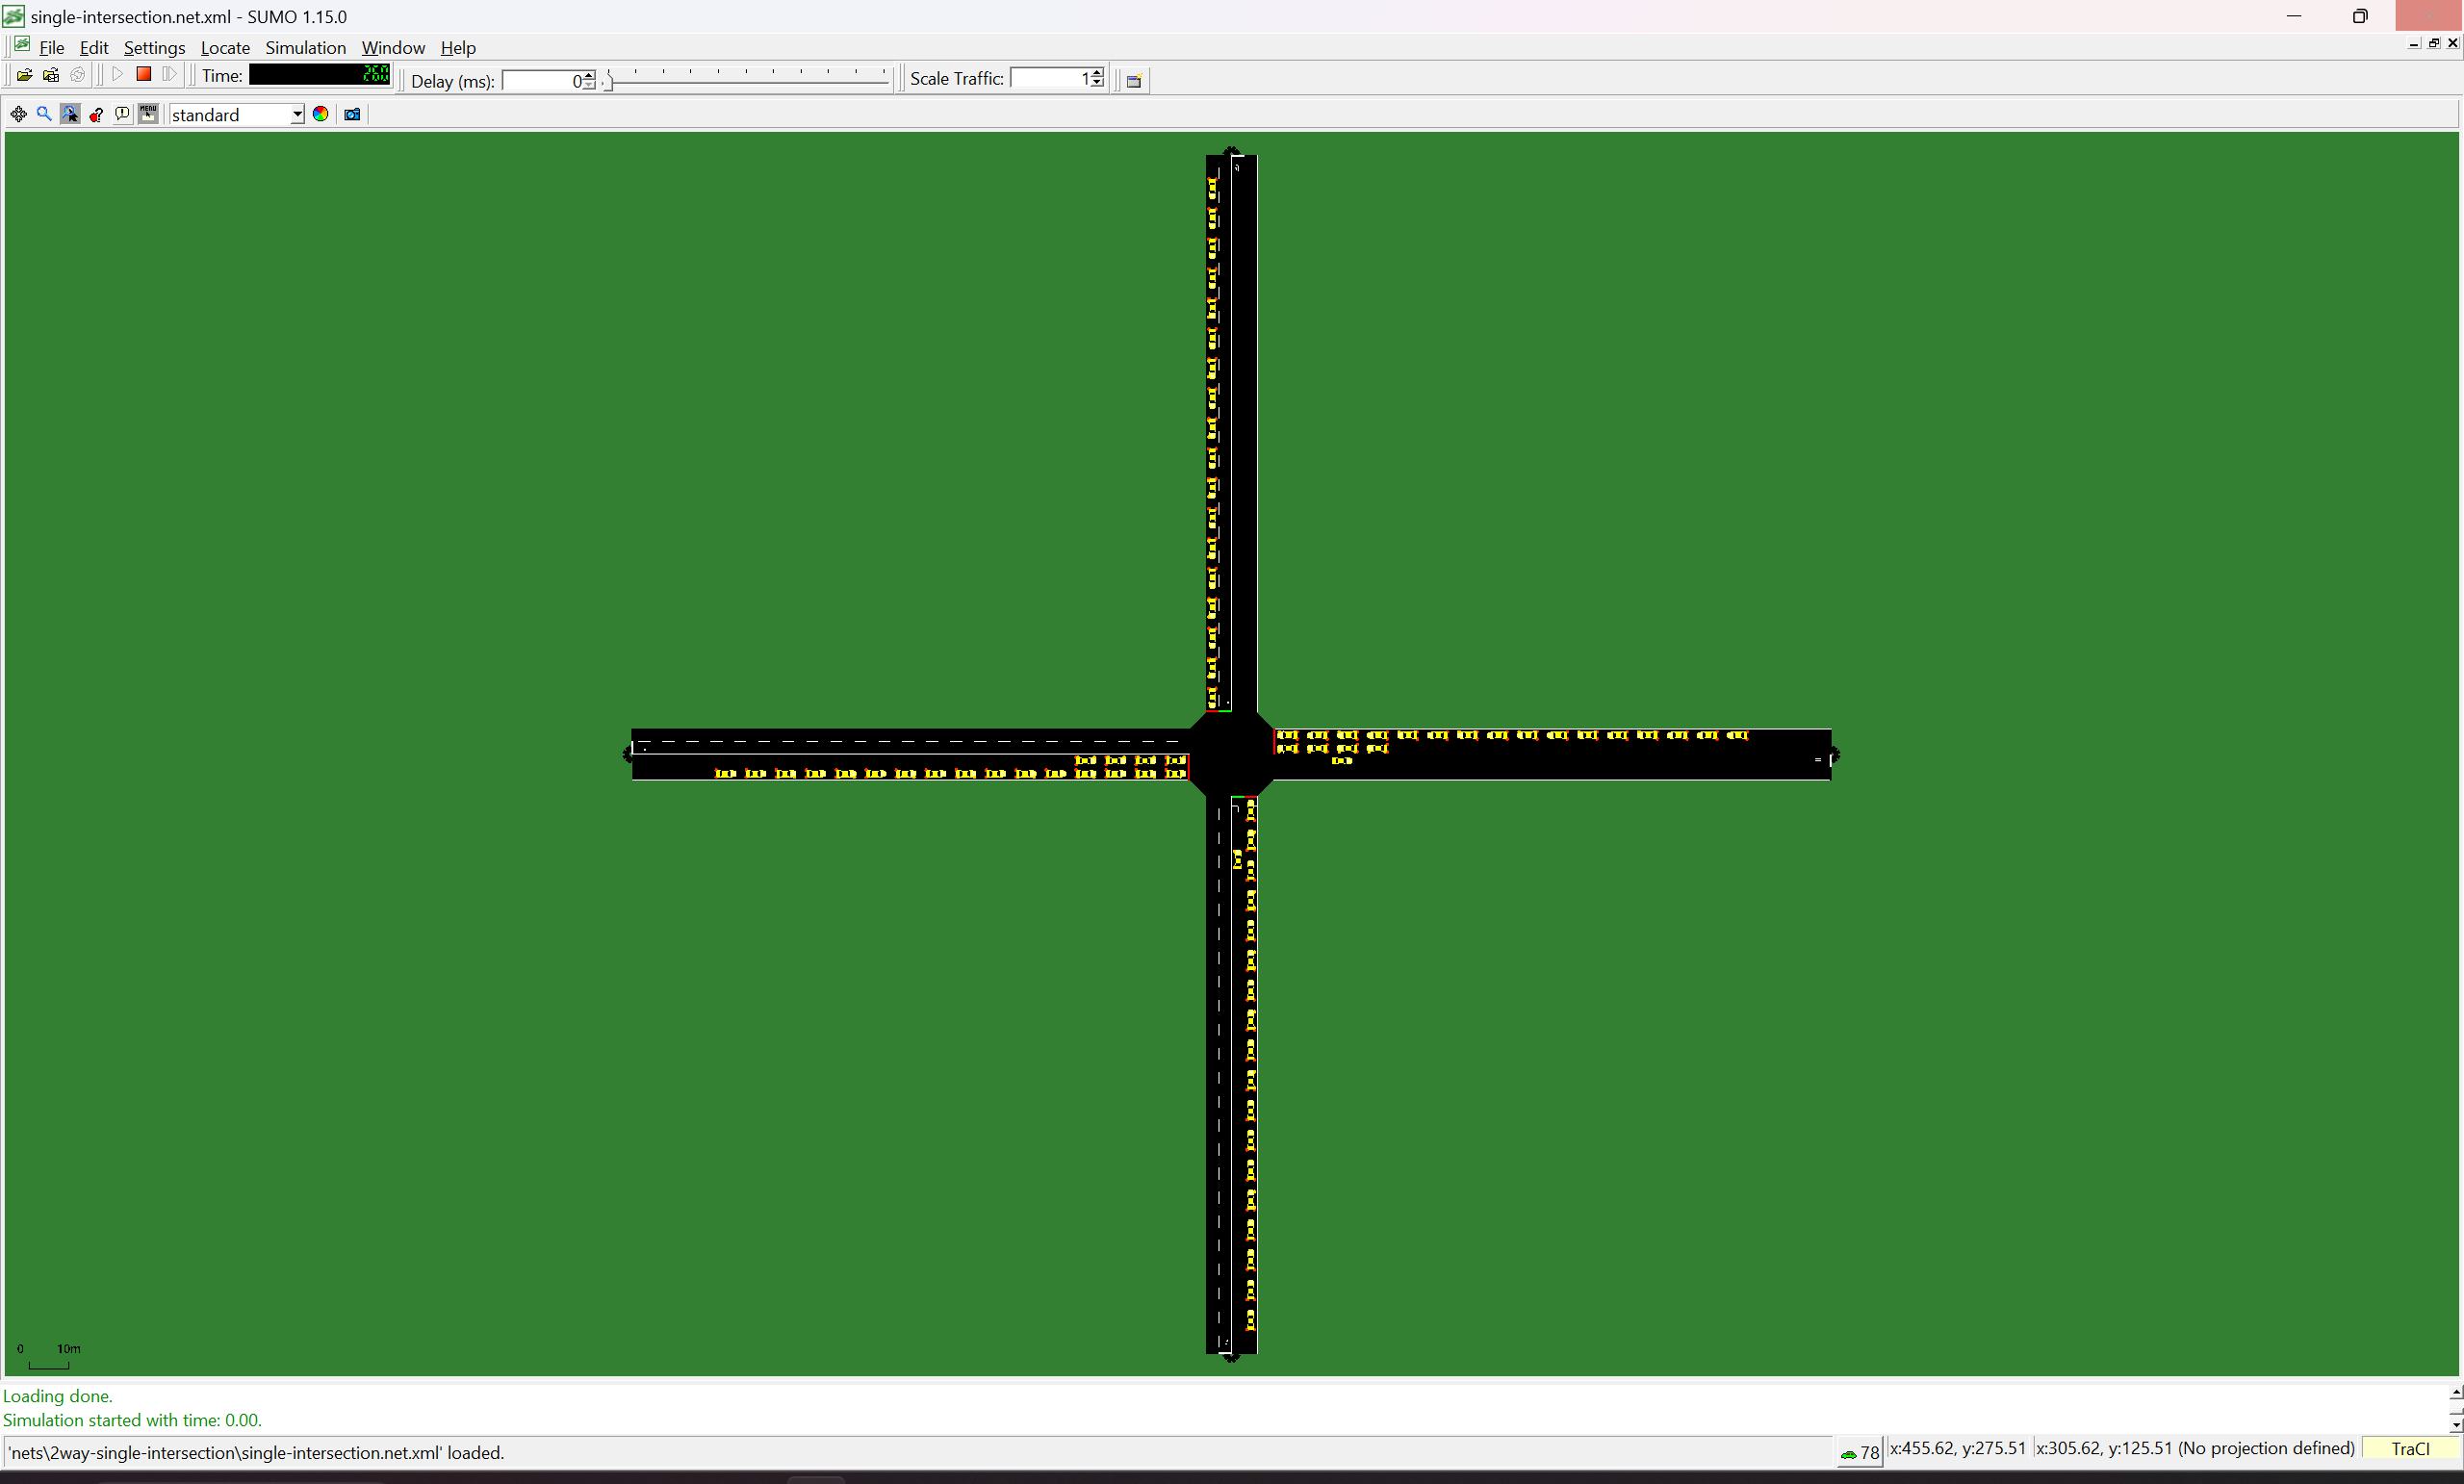 single-intersection.net.xml - SUMO 1.15.0
File Edit Settings Locate Simulation Window Help
Time: 260 Delay (ms): 0 Scale Traffic: 1
MENU standard
0 10m
Loading done.
Simulation started with time: 0.00.
'nets\2way-single-intersection\single-intersection.net.xml' loaded. 78 x:455.62, y:275.51 x:305.62, y:125.51 (No projection defined) TraCI